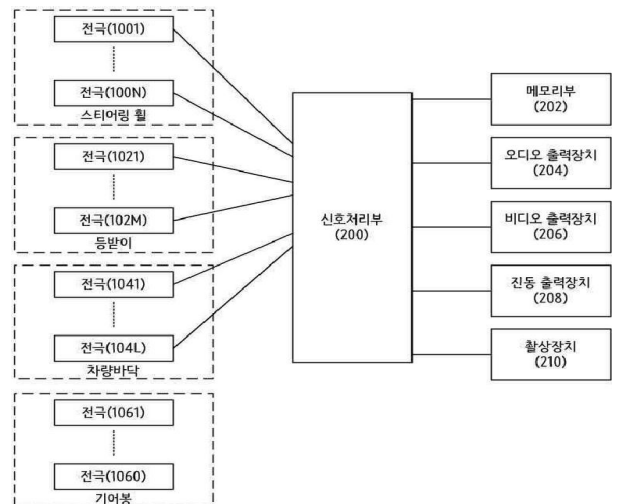 전극(1001)
전극(100N)
스티어링 휠
전극(1021)
전극(102M)
등받이
전극(1041)
전극(104L)
차량바닥
전극(1061)
전극(1060)
기어봉
신호처리부
(200)
메모리부
(202)
오디오 출력장치
(204)
비디오 출력장치
(206)
진동 출력장치
(208)
촬상장치
(210)